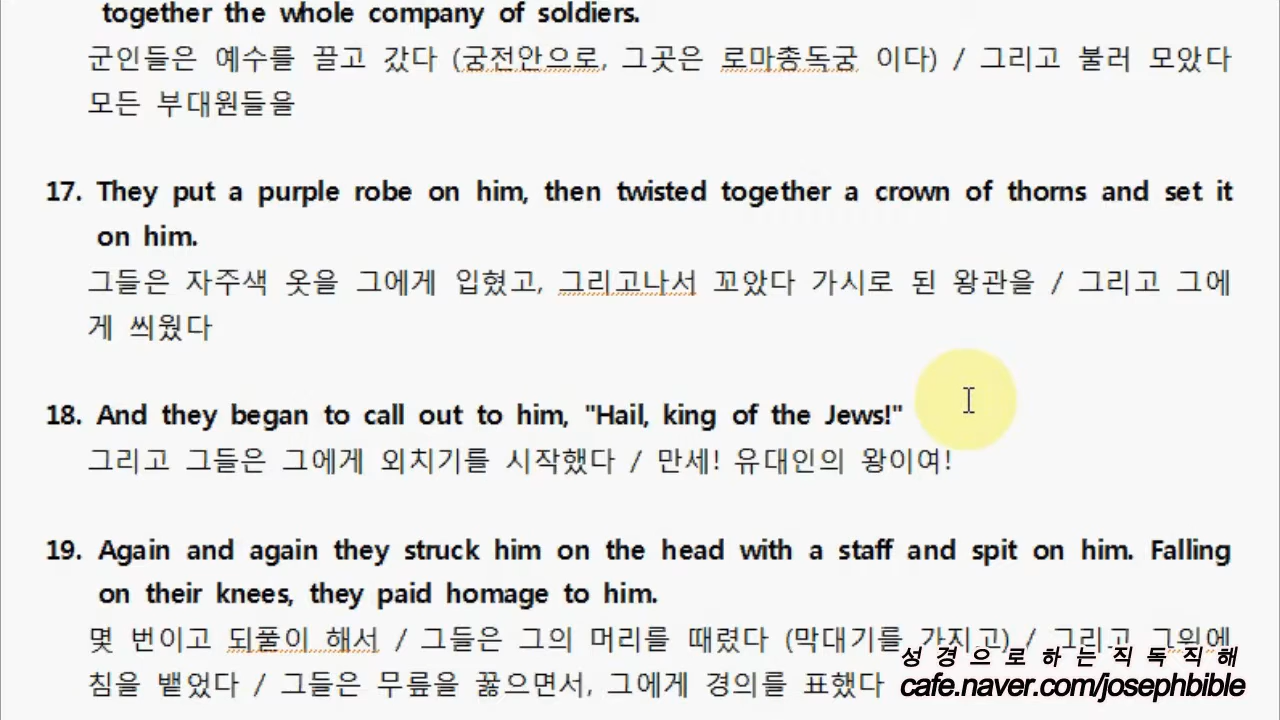 together the whole company of soldiers.
군인들은 예수를 끌고 갔다 (궁전안으로, 그곳은 로마총독궁 이다) / 그리고 불러 모았다
모든 부대원들을
17. They put a purple robe on him, then twisted together a crown of thorns and set it
on him.
그들은 자주색 옷을 그에게 입혔고, 그리고나서 꼬았다 가시로 된 왕관을 / 그리고 그에
게 씌웠다
18. And they began to call out to him, "Hail, king of the Jews!"
그리고 그들은 그에게 외치기를 시작했다 / 만세! 유대인의 왕이여!
19. Again and again they struck him on the head with a staff and spit on him. Falling
on their knees, they paid homage to him.
몇 번이고 되풀이 해서 / 그들은 그의 머리를 때렸다 (막대기를 가지고) / 그리고 그위에
침을 뱉었다 / 그들은 무릎을 꿇으면서, 그에게 경의를 표했다
성경으로하는직독직해
cafe.naver.com/josephbible